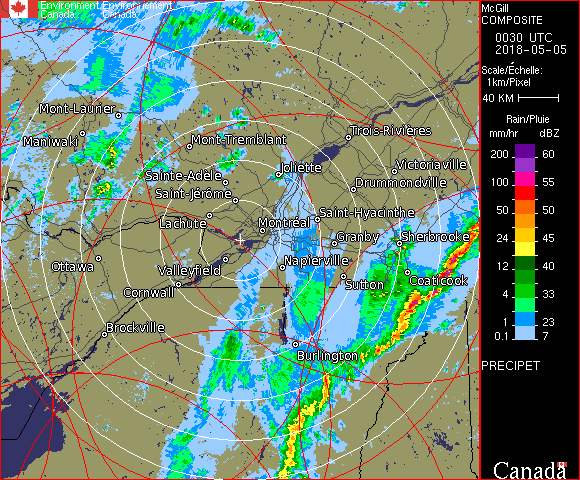 Environment Environnement
Canada Canada
McGill
COMPOSITE
0030 UTC
2018-05-05
Scale/Échelle:
1km/Pixel
40 KM
Rain/Pluie
mm/hr dBZ
200 60
100 55
50 50
24 45
12 40
4 33
1 23
0.1 7
PRECIPET
Canada
Mont-Laurier
Maniwaki
Mont-Tremblant
Trois-Rivières
Sainte-Adèle
Joliette
Victoriaville
Saint-Jérôme
Drummondville
Lachute
Montréal
Saint-Hyacinthe
Granby
Sherbrooke
Ottawa
Valleyfield
Napierville
Cornwall
Sutton
Coaticook
Brockville
Burlington